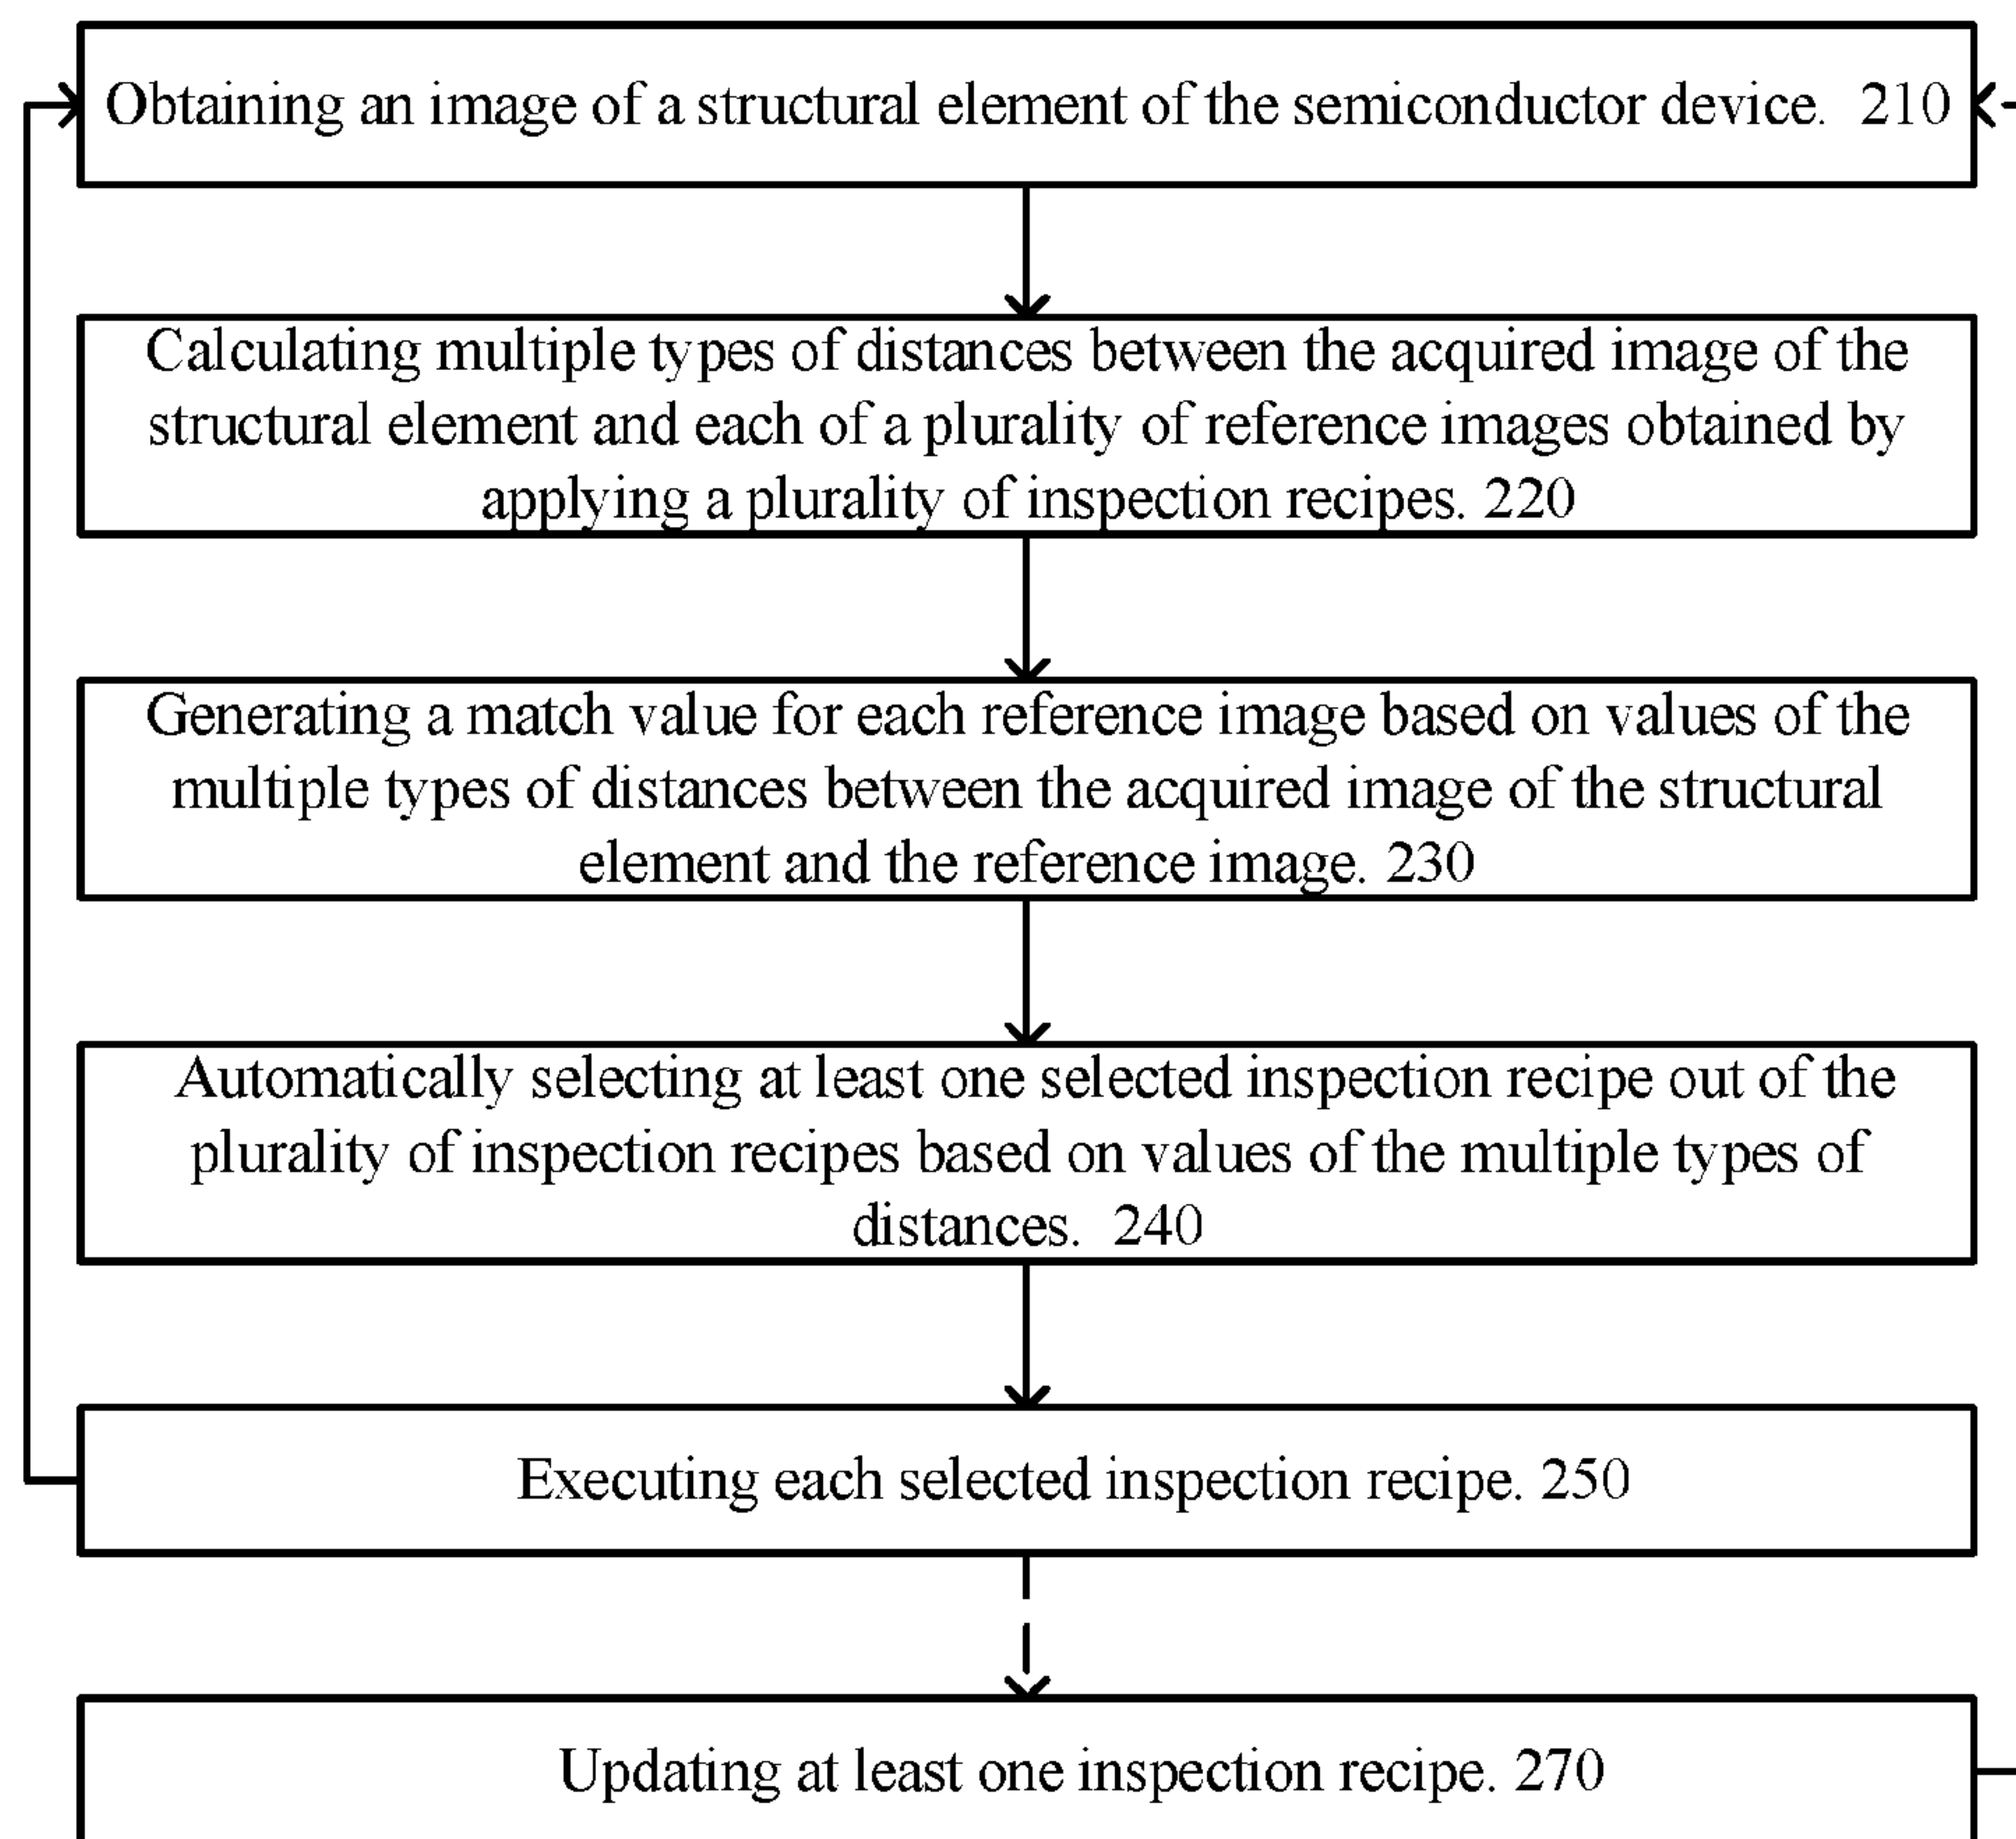 Obtaining an image of a structural element of the semiconductor device. 210
Calculating multiple types of distances between the acquired image of the
structural element and each of a plurality of reference images obtained by
applying a plurality of inspection recipes. 220
Generating a match value for each reference image based on values of the
multiple types of distances between the acquired image of the structural
element and the reference image. 230
Automatically selecting at least one selected inspection recipe out of the
plurality of inspection recipes based on values of the multiple types of
distances. 240
Executing each selected inspection recipe. 250
Updating at least one inspection recipe. 270